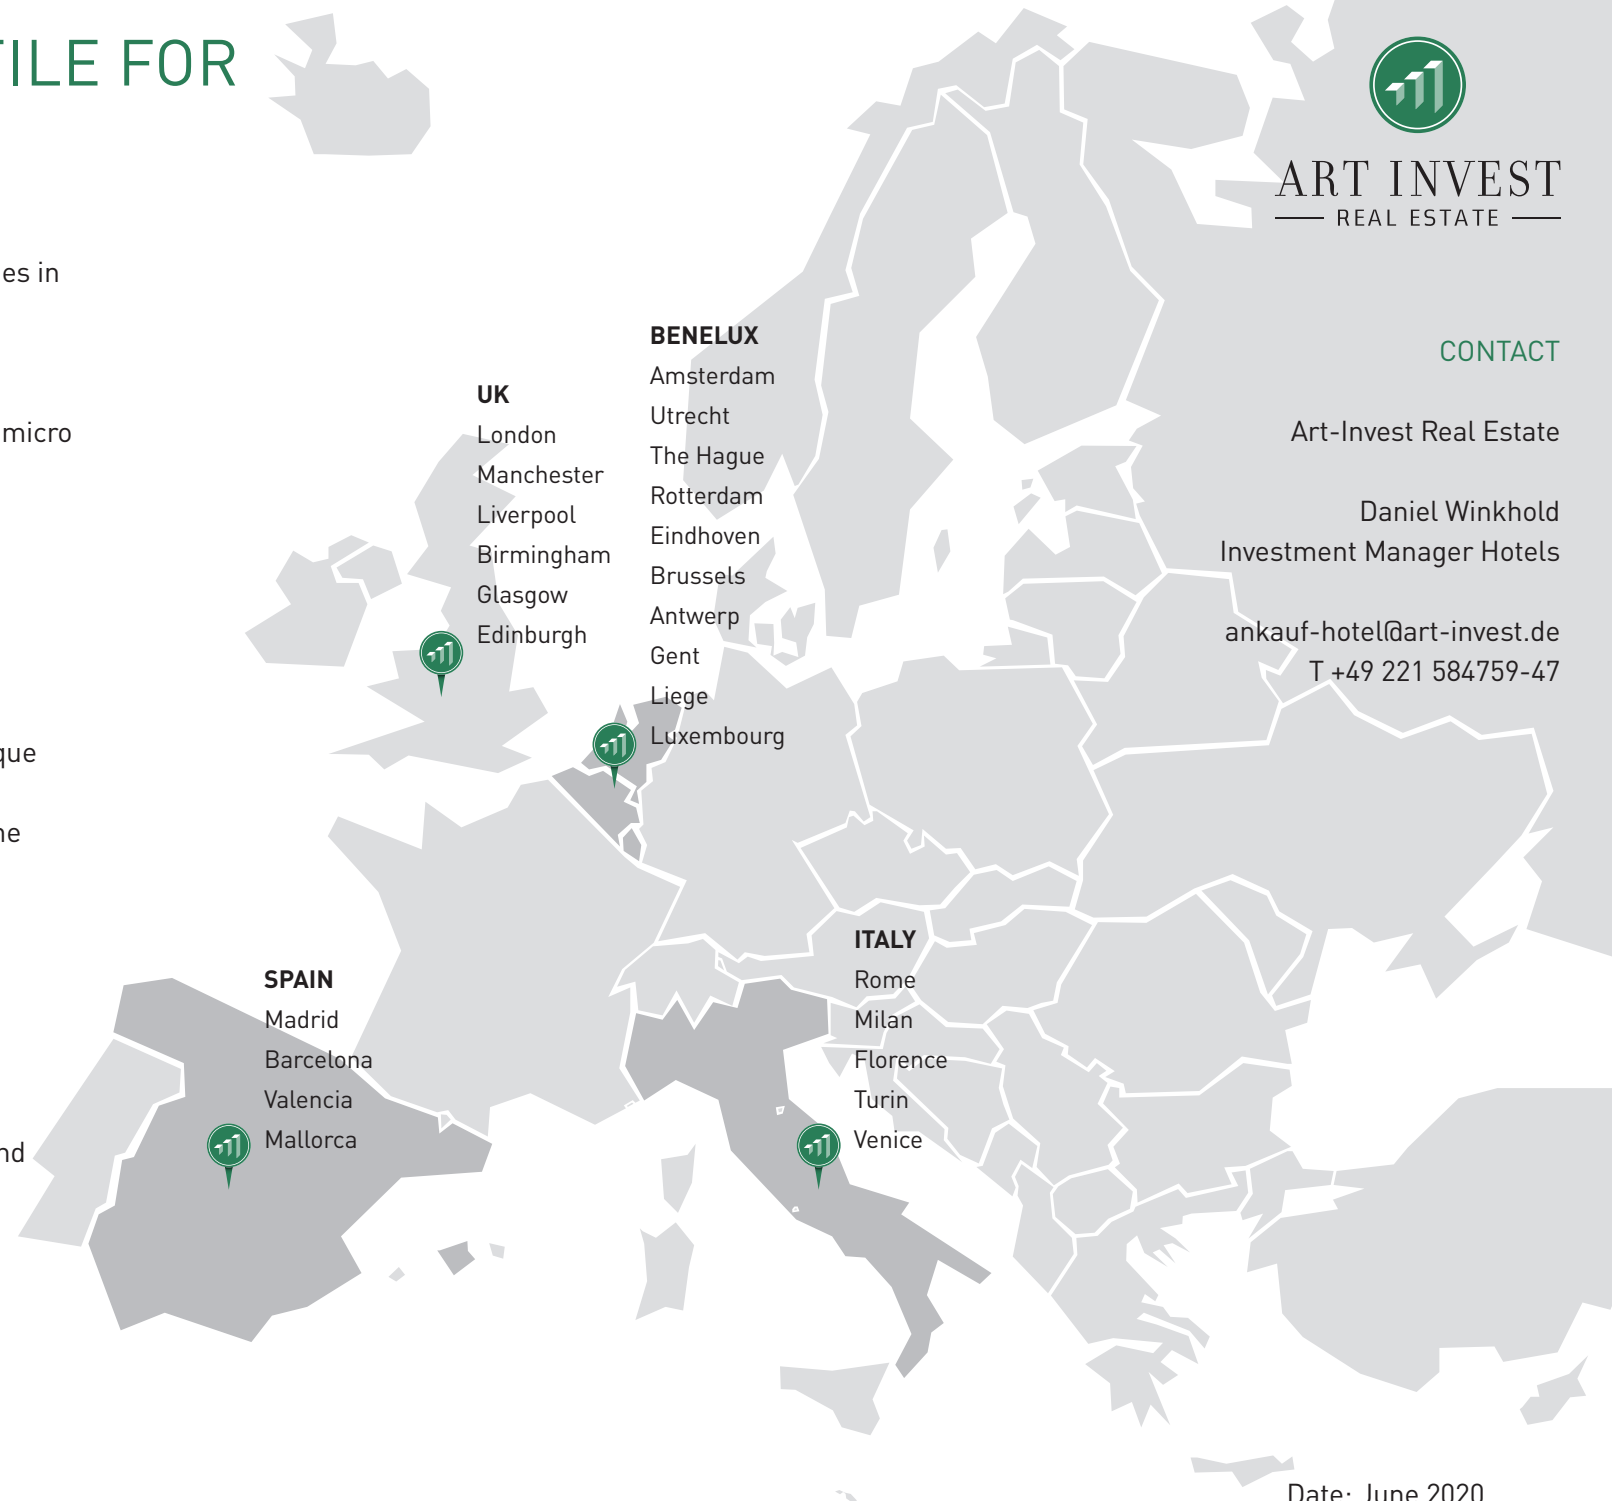 TILE FOR
es in
micro
que
ne
nd
UK
London
Manchester
Liverpool
Birmingham
Glasgow
Edinburgh
BENELUX
Amsterdam
Utrecht
The Hague
Rotterdam
Eindhoven
Brussels
Antwerp
Gent
Liege
Luxembourg
SPAIN
Madrid
Barcelona
Valencia
Mallorca
ITALY
Rome
Milan
Florence
Turin
Venice
ART INVEST
REAL ESTATE
CONTACT
Art-Invest Real Estate
Daniel Winkhold
Investment Manager Hotels
ankauf-hotel@art-invest.de
T +49 221 584759-47
Date: June 2020